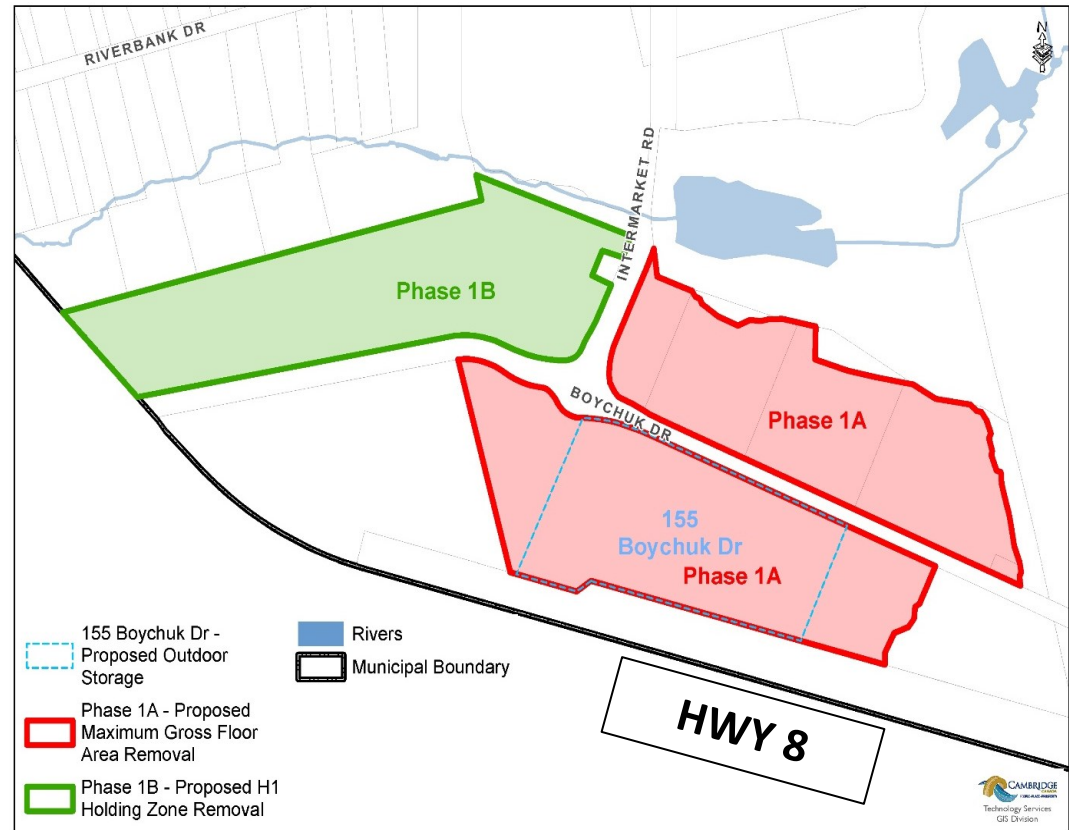 RIVERBANK DR
N
INTERMARKET RD
Phase 1B
Phase 1A
BOYCHUK DR
155
Boychuk Dr
Phase 1A
155 Boychuk Dr -
Proposed Outdoor
Storage
Phase 1A - Proposed
Maximum Gross Floor
Area Removal
Phase 1B - Proposed H1
Holding Zone Removal
Rivers
Municipal Boundary
HWY 8
CAMBRIDGE
Technology Services
GIS Division